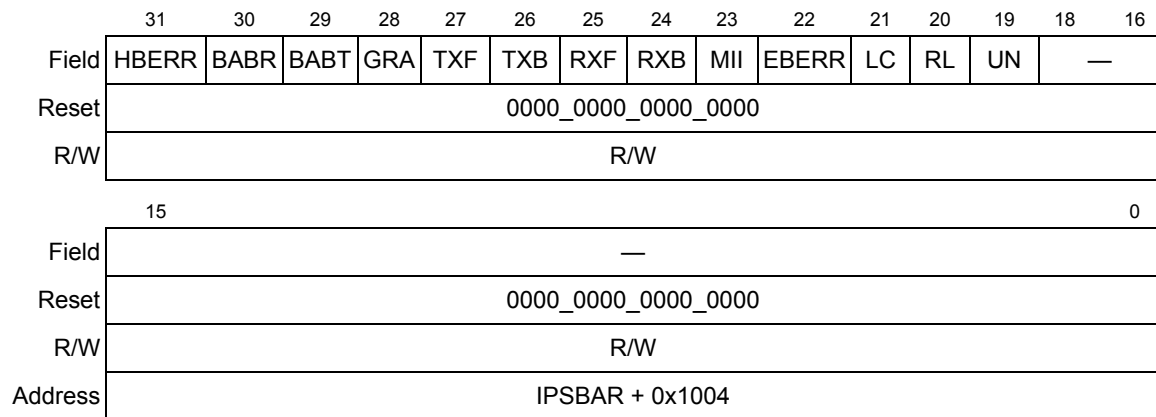 31 30 29 28 27 26 25 24 23 22 21 20 19 18 16
Field HBERR BABR BABT GRA TXF TXB RXF RXB MII EBERR LC RL UN —
Reset 0000_0000_0000_0000
R/W R/W
15 0
Field —
Reset 0000_0000_0000_0000
R/W R/W
Address IPSBAR + 0x1004